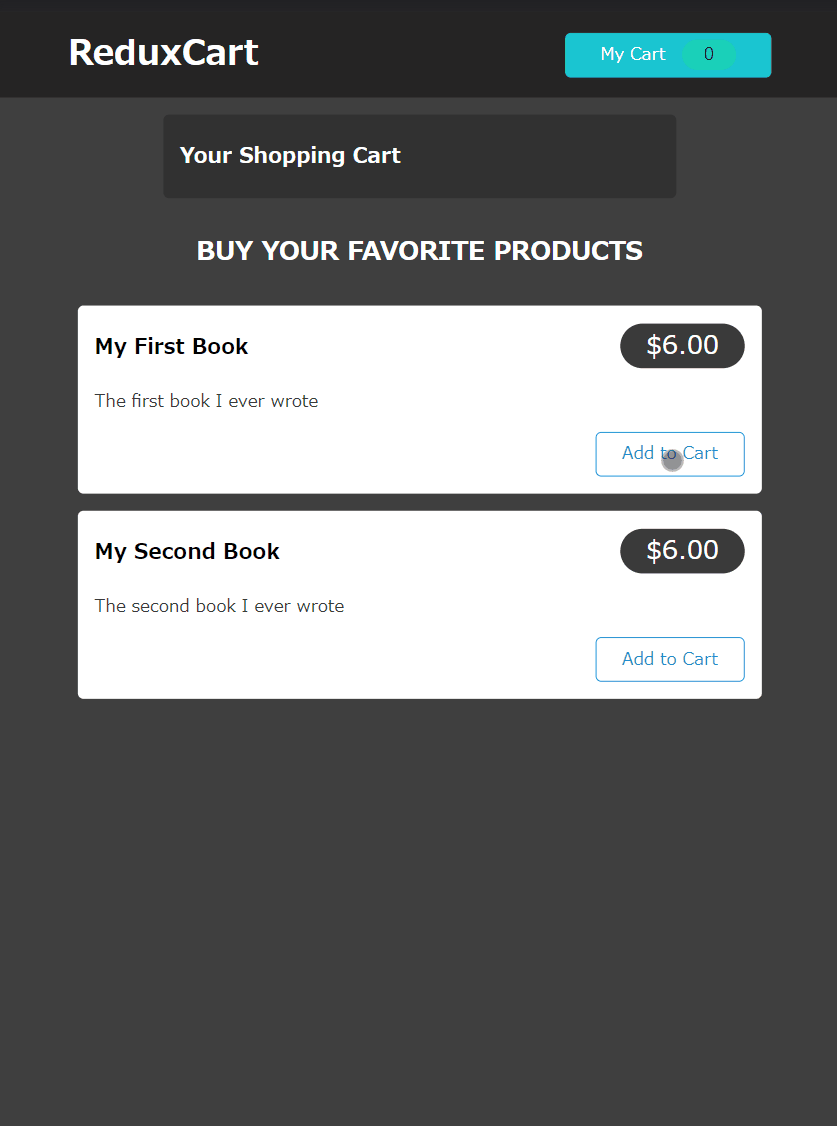 ReduxCart
My Cart 0
Your Shopping Cart
BUY YOUR FAVORITE PRODUCTS
My First Book
$6.00
The first book I ever wrote
Add to Cart
My Second Book
$6.00
The second book I ever wrote
Add to Cart